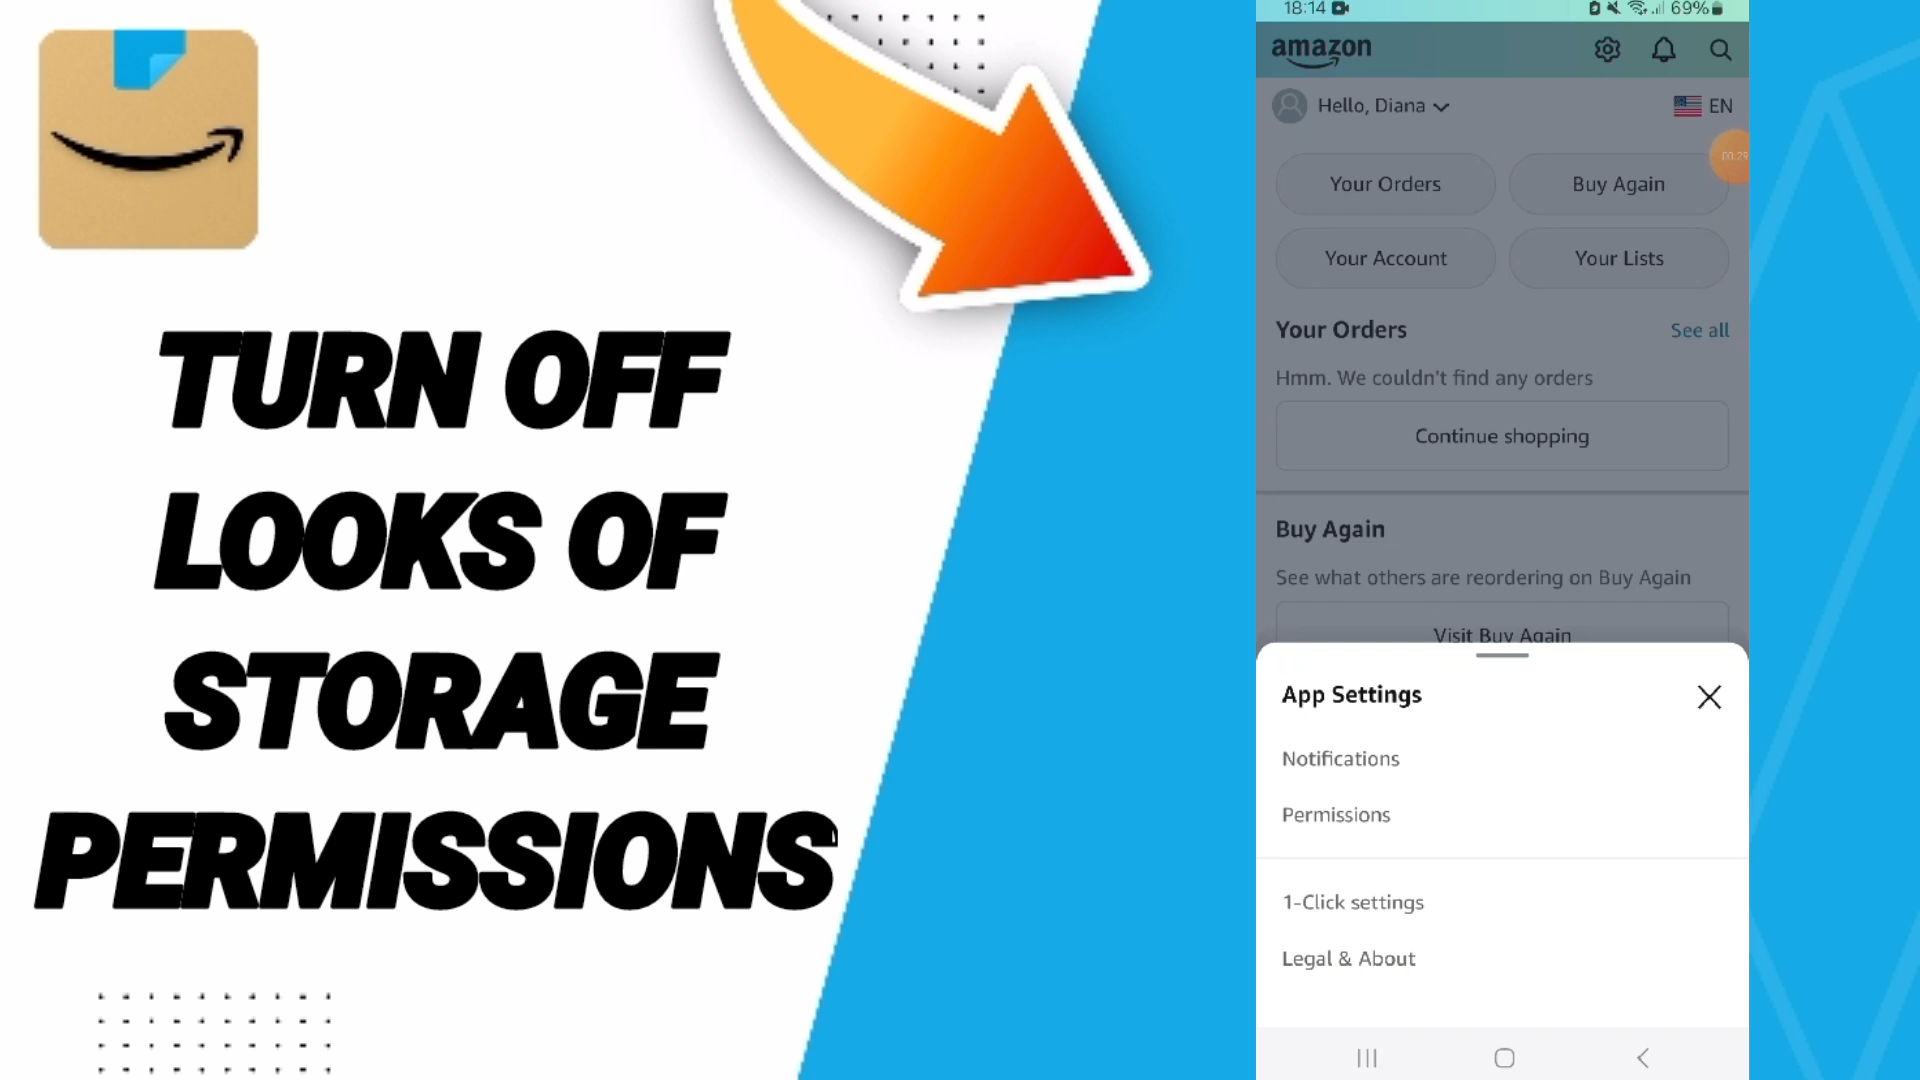 TURN OFF
LOOKS OF
STORAGE
PERMISSIONS
18:14
69%
amazon
Hello, Diana
EN
00:29
Your Orders
Buy Again
Your Account
Your Lists
Your Orders
See all
Hmm. We couldn't find any orders
Continue shopping
Buy Again
See what others are reordering on Buy Again
Visit Buy Again
App Settings
Notifications
Permissions
1-Click settings
Legal & About